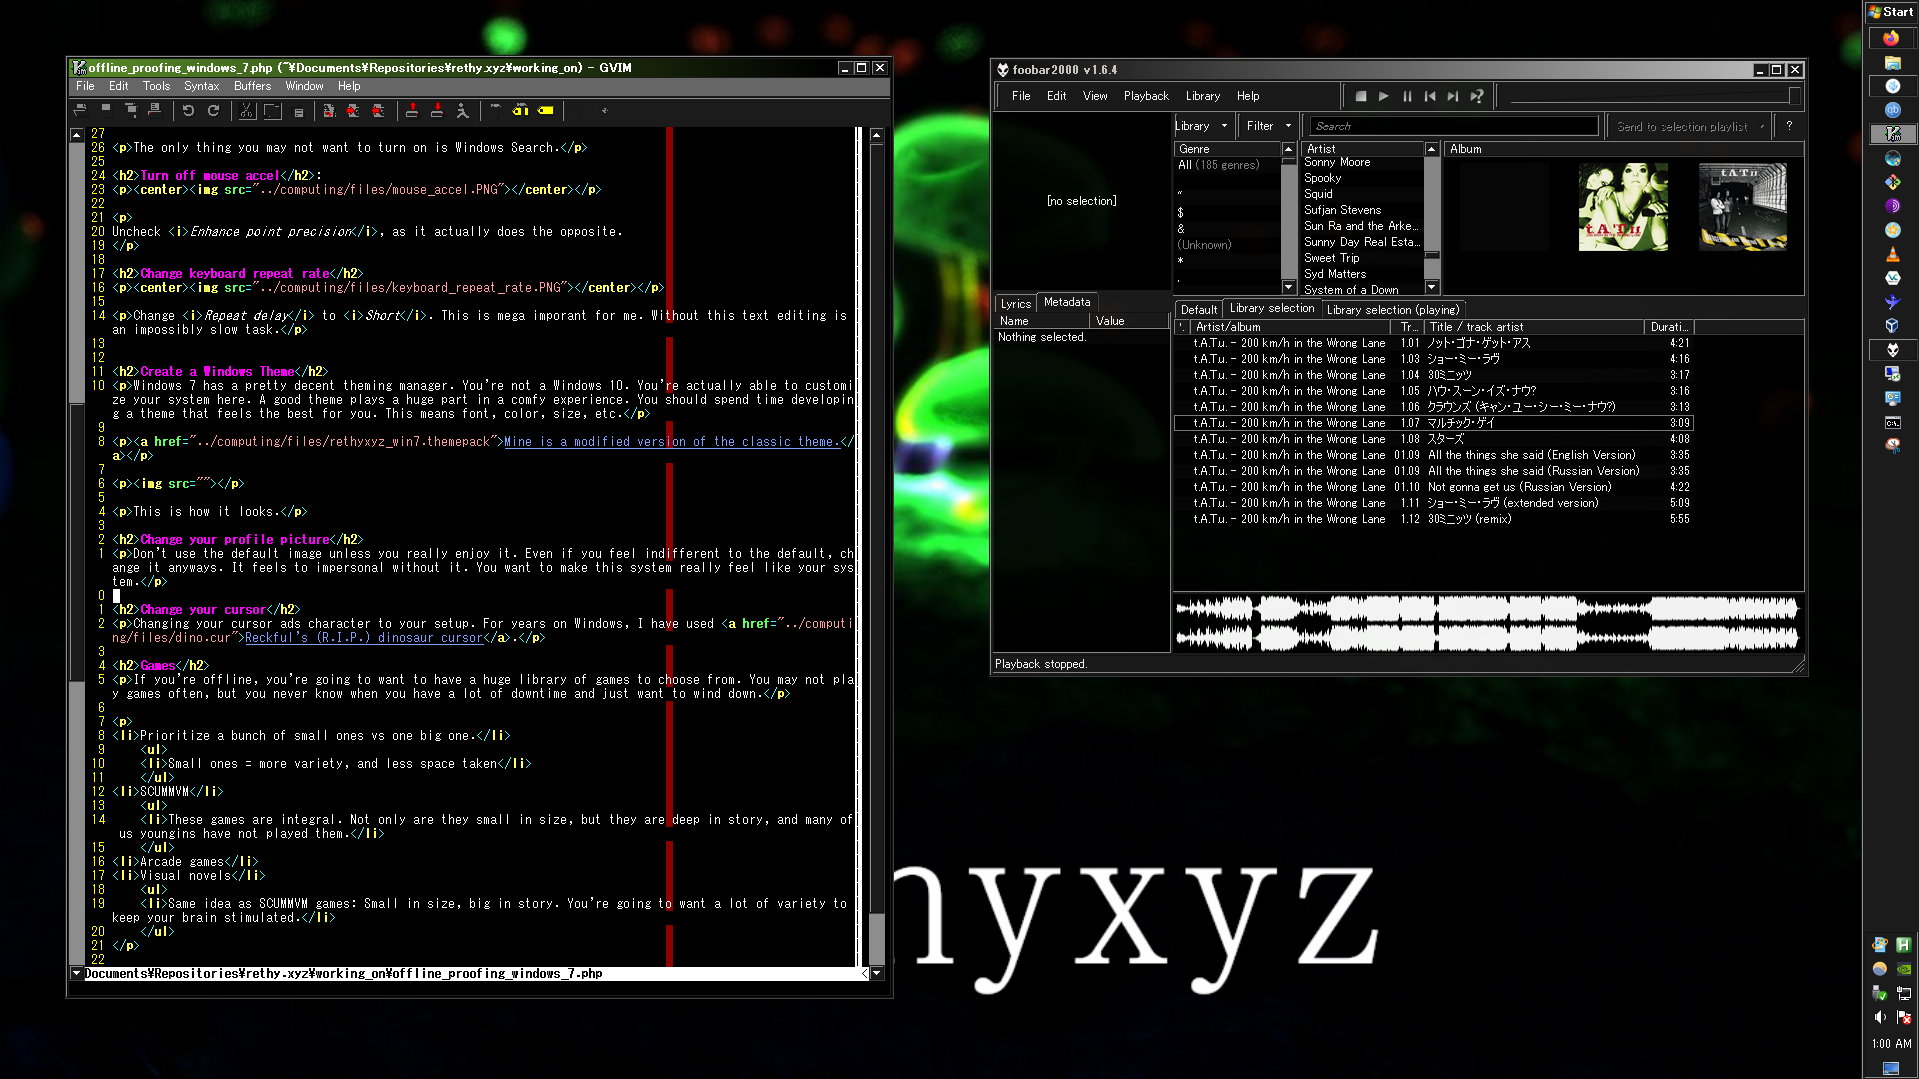 offline_proofing_windows_7.php (~¥Documents¥Repositories¥rethy.xyz¥working_on) - GVIM
File Edit Tools Syntax Buffers Window Help
27
26 <p>The only thing you may not want to turn on is Windows Search.</p>
25
24 <h2>Turn off mouse accel</h2>:
23 <p><center><img src="../computing/files/mouse_accel.PNG"></center></p>
22
21 <p>
20 Uncheck <i>Enhance point precision</i>, as it actually does the opposite.
19 </p>
18
17 <h2>Change keyboard repeat rate</h2>
16 <p><center><img src="../computing/files/keyboard_repeat_rate.PNG"></center></p>
15
14 <p>Change <i>Repeat delay</i> to <i>Short</i>. This is mega imporant for me. Without this text editing is
an impossibly slow task.</p>
13
12
11 <h2>Create a Windows Theme</h2>
10 <p>Windows 7 has a pretty decent theming manager. You're not a Windows 10. You're actually able to customi
ze your system here. A good theme plays a huge part in a comfy experience. You should spend time developin
g a theme that feels the best for you. This means font, color, size, etc.</p>
9
8 <p><a href="../computing/files/rethyxyz_win7.themepack">Mine is a modified version of the classic theme.</
a></p>
7
6 <p><img src=""></p>
5
4 <p>This is how it looks.</p>
3
2 <h2>Change your profile picture</h2>
1 <p>Don't use the default image unless you really enjoy it. Even if you feel indifferent to the default, ch
ange it anyways. It feels to impersonal without it. You want to make this system really feel like your sys
tem.</p>
0
1 <h2>Change your cursor</h2>
2 <p>Changing your cursor ads character to your setup. For years on Windows, I have used <a href="../computi
ng/files/dino.cur">Reckful's (R.I.P.) dinosaur cursor</a>.</p>
3
4 <h2>Games</h2>
5 <p>If you're offline, you're going to want to have a huge library of games to choose from. You may not pla
y games often, but you never know when you have a lot of downtime and just want to wind down.</p>
6
7 <p>
8 <li>Prioritize a bunch of small ones vs one big one.</li>
9 <ul>
10 <li>Small ones = more variety, and less space taken</li>
11 </ul>
12 <li>SCUMMVM</li>
13 <ul>
14 <li>These games are integral. Not only are they small in size, but they are deep in story, and many of
us youngins have not played them.</li>
15 </ul>
16 <li>Arcade games</li>
17 <li>Visual novels</li>
18 <ul>
19 <li>Same idea as SCUMMVM games: Small in size, big in story. You're going to want a lot of variety to
keep your brain stimulated.</li>
20 </ul>
21 </p>
22
Documents¥Repositories¥rethy.xyz¥working_on¥offline_proofing_windows_7.php <
foobar2000 v1.6.4
File Edit View Playback Library Help
Library Filter Search Send to selection playlist ?
[no selection]
Genre
All (185 genres)
"
$
&
(Unknown)
*
.
Artist
Sonny Moore
Spooky
Squid
Sufjan Stevens
Sun Ra and the Arke...
Sunny Day Real Esta...
Sweet Trip
Syd Matters
System of a Down
Album
t.A.T.u.
t.A.T.u.
Lyrics Metadata
Name Value
Nothing selected.
Default Library selection Library selection (playing)
'. Artist/album Tr... Title / track artist Durati...
t.A.T.u. - 200 km/h in the Wrong Lane 1.01 ノット・ゴナ・ゲット・アス 4:21
t.A.T.u. - 200 km/h in the Wrong Lane 1.03 ショー・ミー・ラヴ 4:16
t.A.T.u. - 200 km/h in the Wrong Lane 1.04 30ミニッツ 3:17
t.A.T.u. - 200 km/h in the Wrong Lane 1.05 ハウ・スーン・イズ・ナウ? 3:16
t.A.T.u. - 200 km/h in the Wrong Lane 1.06 クラウンズ (キャン・ユー・シー・ミー・ナウ?) 3:13
t.A.T.u. - 200 km/h in the Wrong Lane 1.07 マルチック・ゲイ 3:09
t.A.T.u. - 200 km/h in the Wrong Lane 1.08 スターズ 4:08
t.A.T.u. - 200 km/h in the Wrong Lane 01.09 All the things she said (English Version) 3:35
t.A.T.u. - 200 km/h in the Wrong Lane 01.09 All the things she said (Russian Version) 3:35
t.A.T.u. - 200 km/h in the Wrong Lane 01.10 Not gonna get us (Russian Version) 4:22
t.A.T.u. - 200 km/h in the Wrong Lane 1.11 ショー・ミー・ラヴ (extended version) 5:09
t.A.T.u. - 200 km/h in the Wrong Lane 1.12 30ミニッツ (remix) 5:55
Playback stopped.
hyxyz
Start
1:00 AM